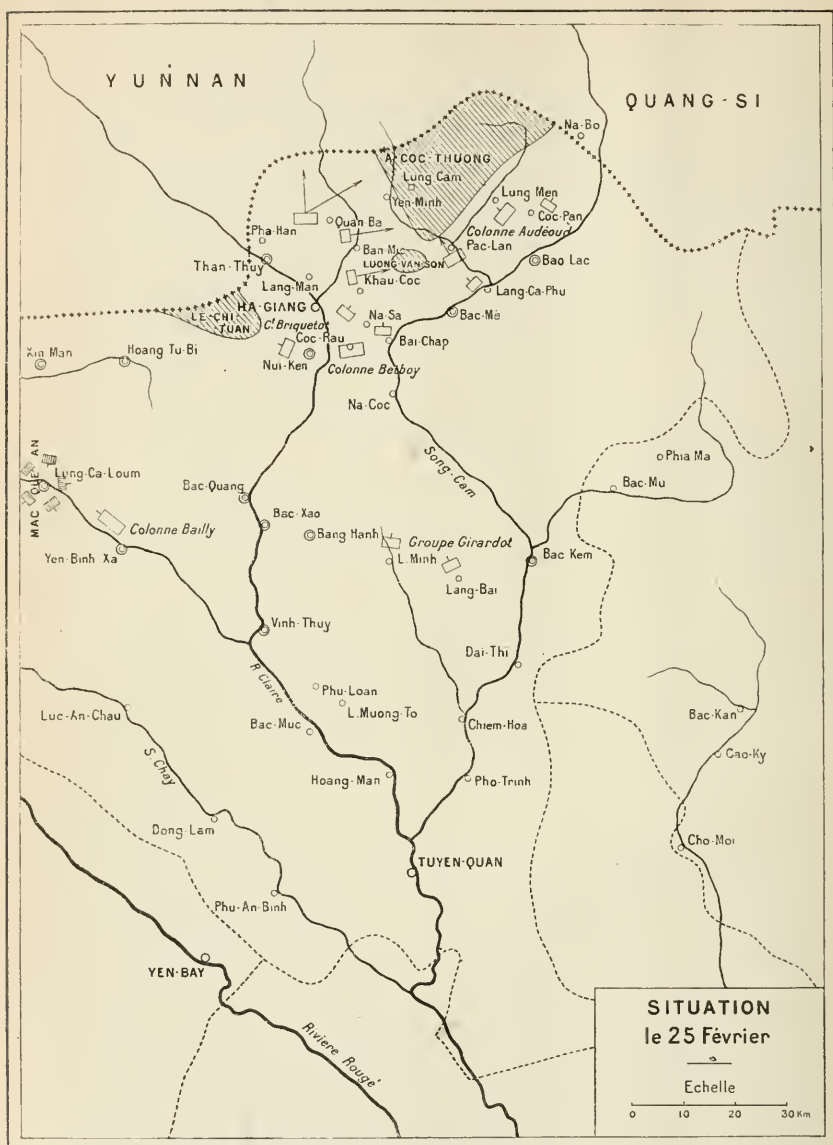 YUNNAN
QUANG-SI
Na-Bo
A-COC-THUONG
Lung Cam
Yen-Minh
Lung Men
Coc-Pan
Colonne Audéoud
Pac-Lan
Quan Ba
Pha-Han
Ban-Mic
LUONG-VAN-SON
Than-Thuy
Bao Lac
Lang-Man
Khau-Coc
Lang-Ca-Phu
HA-GIANG
LE-CHI-
TUAN
Ct Briquetot
Na-Sa
Bac-Mé
Coc-Rau
Bai-Chap
Xin Man
Hoang Tu-Bi
Nui-Ken
Colonne Betboy
Na-Coc
Song-Cam
Phia Ma
Bac-Mu
MAC QUE AN
Lung-Ca-Loum
Bac-Quang
Colonne Bailly
Bac-Xao
Bang Hanh
Groupe Girardot
L. Minh
Bac Kem
Yen-Binh Xa
Lang-Bai
Vinh-Thuy
Dai-Thi
R. Claire
Phu-Loan
L. Muong-To
Luc-An-Chau
Bac-Muc
Chiem-Hoa
Bac-Kan
S. Chay
Hoang-Man
Pho-Trinh
Cao-Ky
Dong-Lam
Cho-Moi
TUYEN-QUAN
Phu-An-Binh
YEN-BAY
Rivière Rouge
SITUATION
le 25 Février
Echelle
0 10 20 30 Km